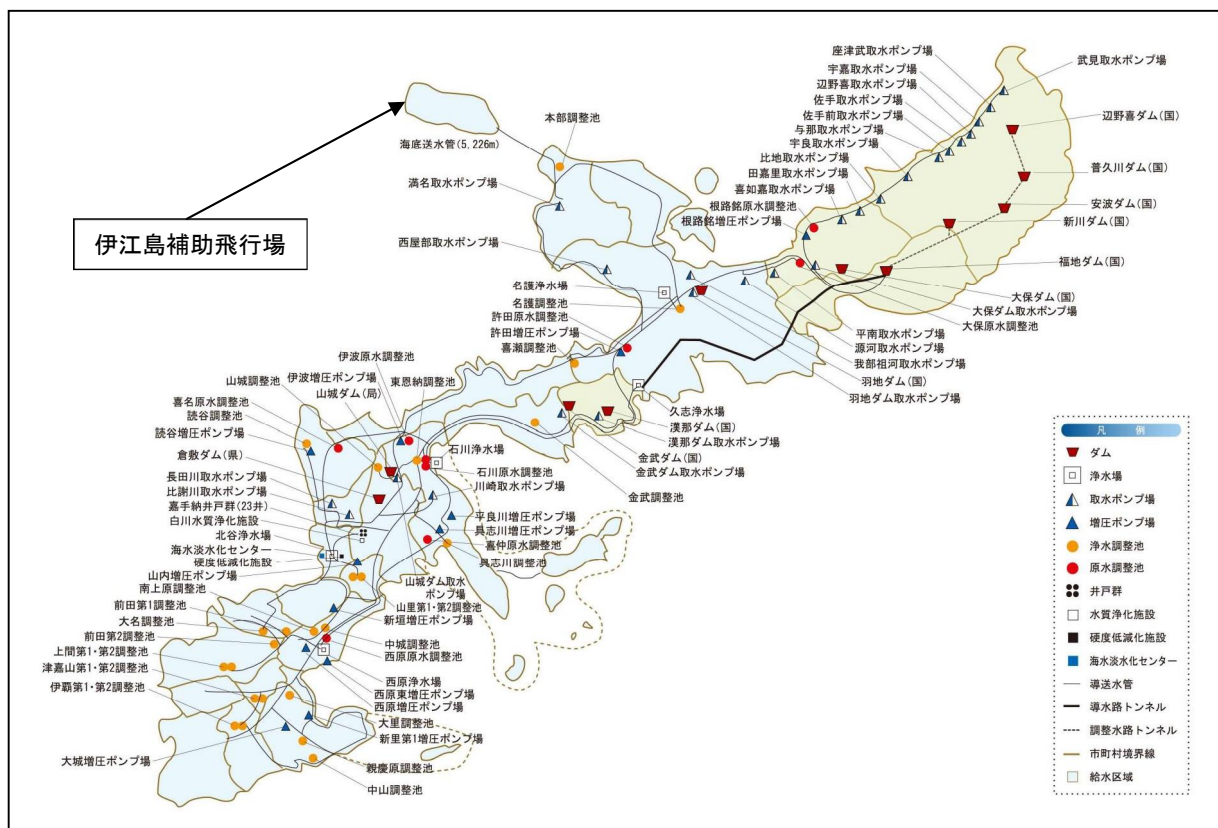 座津武取水ポンプ場
宇嘉取水ポンプ場
辺野喜取水ポンプ場
佐手取水ポンプ場
佐手前取水ポンプ場
与那取水ポンプ場
宇良取水ポンプ場
比地取水ポンプ場
田嘉里取水ポンプ場
喜如嘉取水ポンプ場
根路銘原水調整池
根路銘増圧ポンプ場
武見取水ポンプ場
辺野喜ダム(国)
普久川ダム(国)
安波ダム(国)
新川ダム(国)
福地ダム(国)
大保ダム(国)
大保ダム取水ポンプ場
大保原水調整池
平南取水ポンプ場
源河取水ポンプ場
我部祖河取水ポンプ場
羽地ダム(国)
羽地ダム取水ポンプ場
本部調整池
海底送水管(5,226m)
満名取水ポンプ場
伊江島補助飛行場
西屋部取水ポンプ場
名護浄水場
名護調整池
許田原水調整池
許田増圧ポンプ場
喜瀬調整池
久志浄水場
漢那ダム(国)
漢那ダム取水ポンプ場
金武ダム(国)
金武ダム取水ポンプ場
金武調整池
伊波原水調整池
伊波増圧ポンプ場
東恩納調整池
山城調整池
山城ダム(局)
喜名原水調整池
読谷調整池
読谷増圧ポンプ場
倉敷ダム(県)
長田川取水ポンプ場
比謝川取水ポンプ場
嘉手納井戸群(23井)
白川水質浄化施設
北谷浄水場
海水淡水化センター
硬度低減化施設
山内増圧ポンプ場
石川浄水場
石川原水調整池
川崎取水ポンプ場
平良川増圧ポンプ場
具志川増圧ポンプ場
喜仲原水調整池
具志川調整池
山城ダム取水
ポンプ場
山里第1・第2調整池
新垣増圧ポンプ場
南上原調整池
前田第1調整池
大名調整池
前田第2調整池
上間第1・第2調整池
津嘉山第1・第2調整池
伊覇第1・第2調整池
大城増圧ポンプ場
中城調整池
西原原水調整池
西原浄水場
西原東増圧ポンプ場
西原増圧ポンプ場
大里調整池
新里第1増圧ポンプ場
親慶原調整池
中山調整池
凡 例
ダム
浄水場
取水ポンプ場
増圧ポンプ場
浄水調整池
原水調整池
井戸群
水質浄化施設
硬度低減化施設
海水淡水化センター
導送水管
導水路トンネル
調整水路トンネル
市町村境界線
給水区域